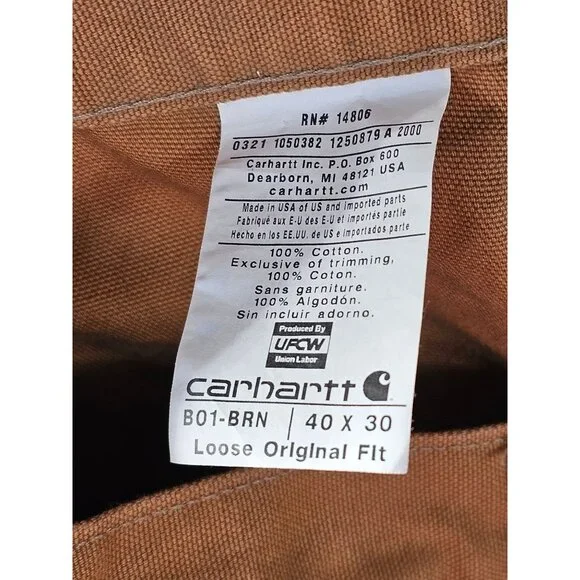 RN# 14806
0321 1050382 1250879 A 2000
Carhartt Inc. P.O. Box 600
Dearborn, MI 48121 USA
carhartt.com
Made in USA of US and imported parts
Fabriqué aux E-U des E-U et importés partie
Hecho en los EE.UU. de US e importados parte
100% Cotton.
Exclusive of trimming,
100% Coton.
Sans garniture.
100% Algodón.
Sin incluir adorno.
Produced By
UFCW
Union Labor
carhartt
B01-BRN | 40 X 30
Loose Original Fit